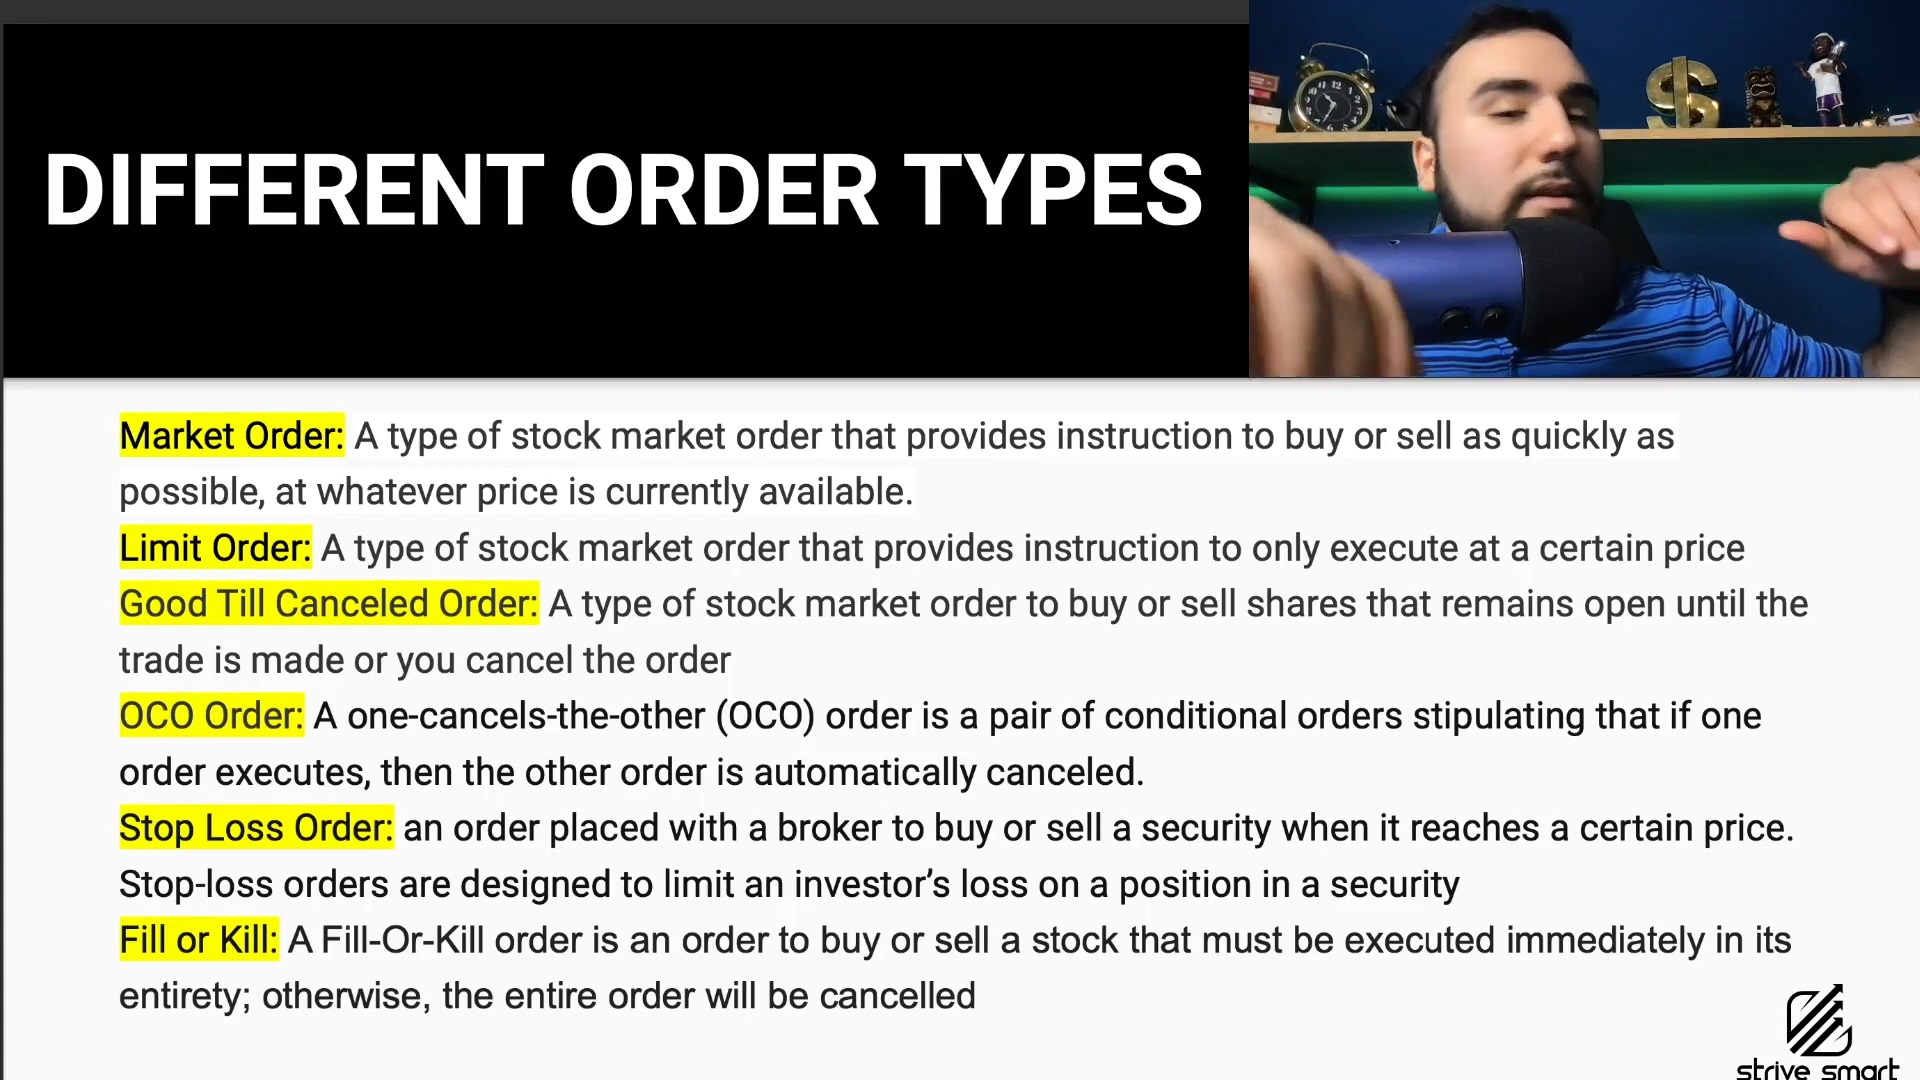 DIFFERENT ORDER TYPES
Market Order: A type of stock market order that provides instruction to buy or sell as quickly as
possible, at whatever price is currently available.
Limit Order: A type of stock market order that provides instruction to only execute at a certain price
Good Till Canceled Order: A type of stock market order to buy or sell shares that remains open until the
trade is made or you cancel the order
OCO Order: A one-cancels-the-other (OCO) order is a pair of conditional orders stipulating that if one
order executes, then the other order is automatically canceled.
Stop Loss Order: an order placed with a broker to buy or sell a security when it reaches a certain price.
Stop-loss orders are designed to limit an investor’s loss on a position in a security
Fill or Kill: A Fill-Or-Kill order is an order to buy or sell a stock that must be executed immediately in its
entirety; otherwise, the entire order will be cancelled
strive smart